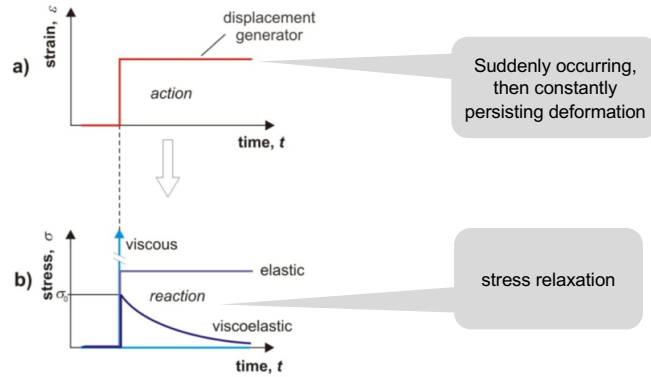 displacement
generator
strain, ε
a)
action
time, t
Suddenly occurring,
then constantly
persisting deformation
viscous
stress, σ
b)
elastic
σ₀
reaction
viscoelastic
time, t
stress relaxation